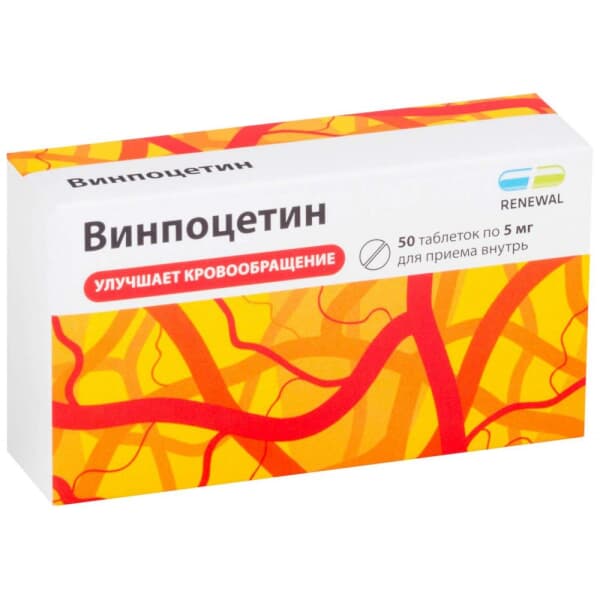 Винпоцетин
Винпоцетин
УЛУЧШАЕТ КРОВООБРАЩЕНИЕ
RENEWAL
50 таблеток по 5 мг
для приема внутрь